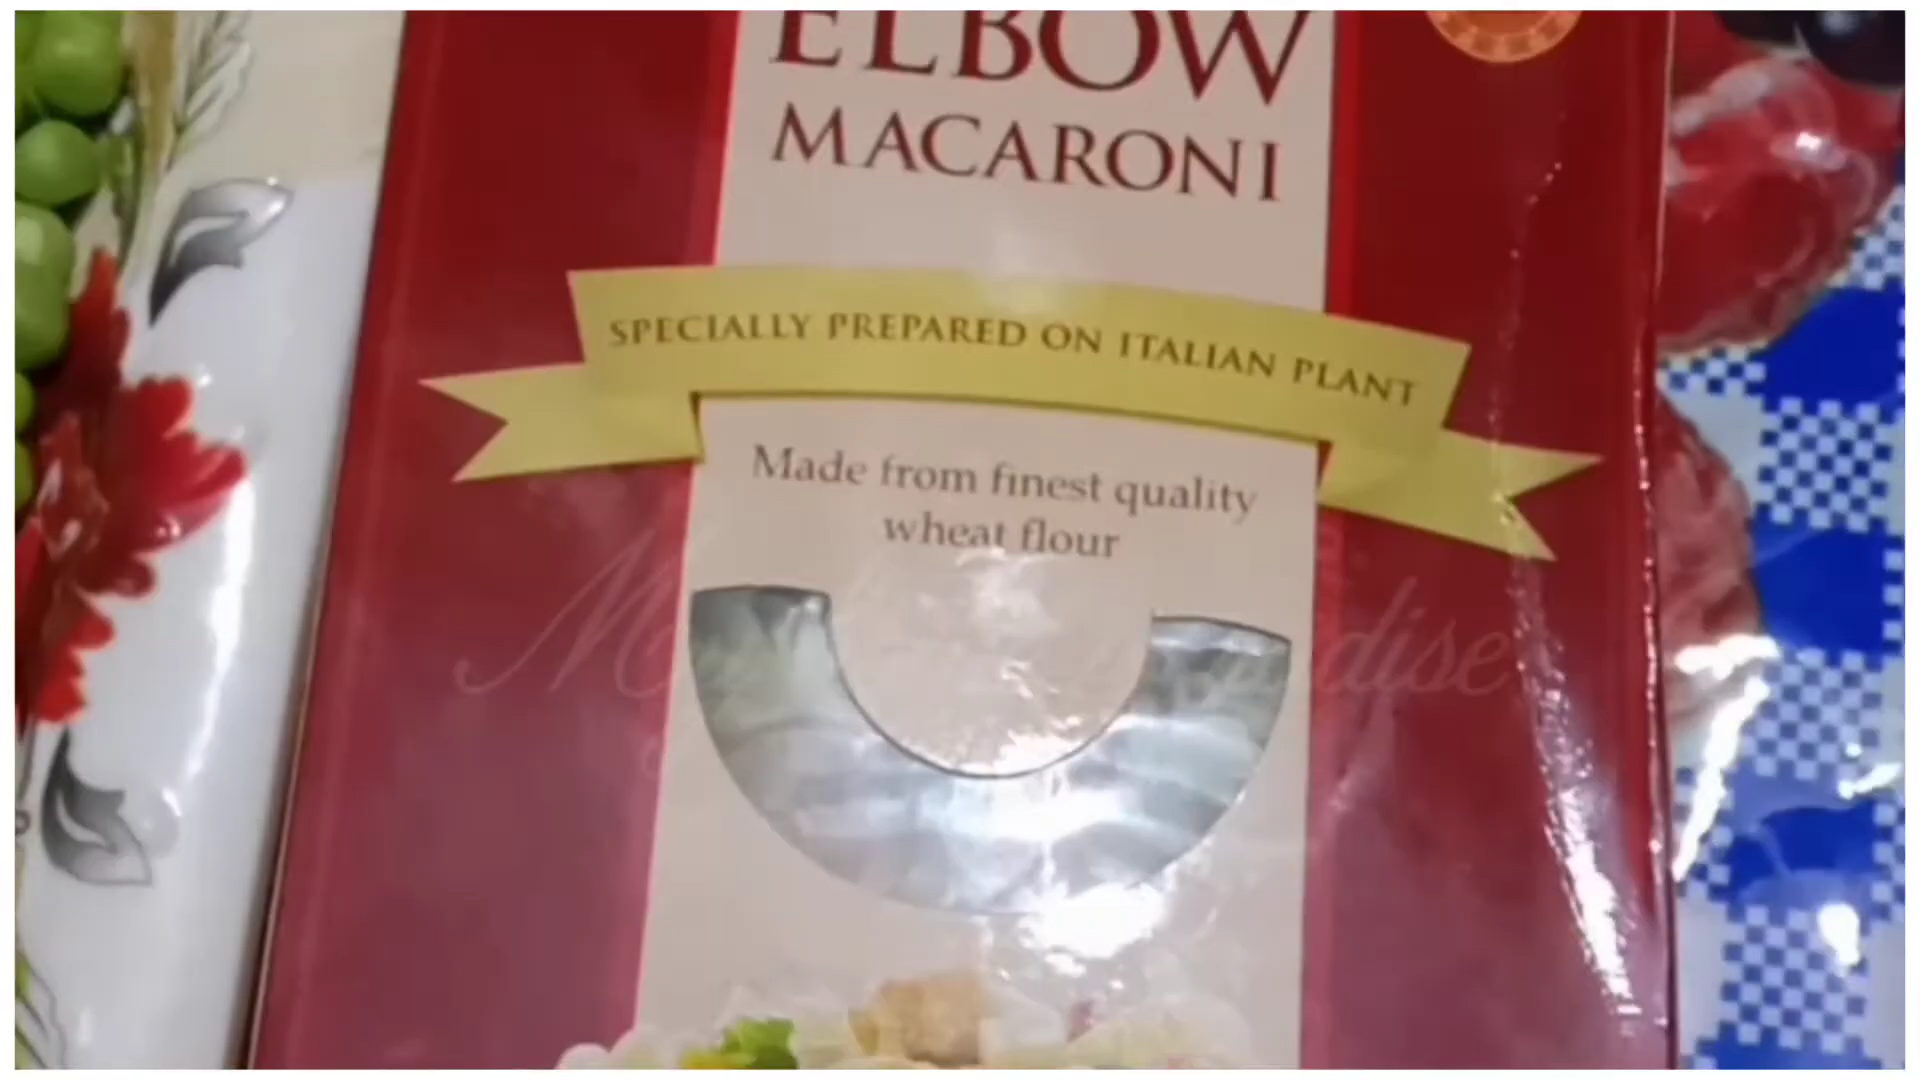 ELBOW
MACARONI
SPECIALLY PREPARED ON ITALIAN PLANT
Made from finest quality
wheat flour